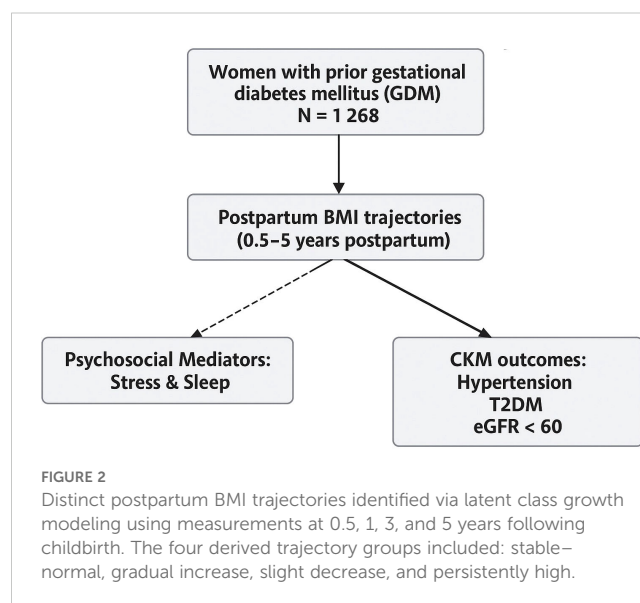 Women with prior gestational
diabetes mellitus (GDM)
N = 1 268
Postpartum BMI trajectories
(0.5–5 years postpartum)
Psychosocial Mediators:
Stress & Sleep
CKM outcomes:
Hypertension
T2DM
eGFR < 60
FIGURE 2
Distinct postpartum BMI trajectories identified via latent class growth
modeling using measurements at 0.5, 1, 3, and 5 years following
childbirth. The four derived trajectory groups included: stable–
normal, gradual increase, slight decrease, and persistently high.